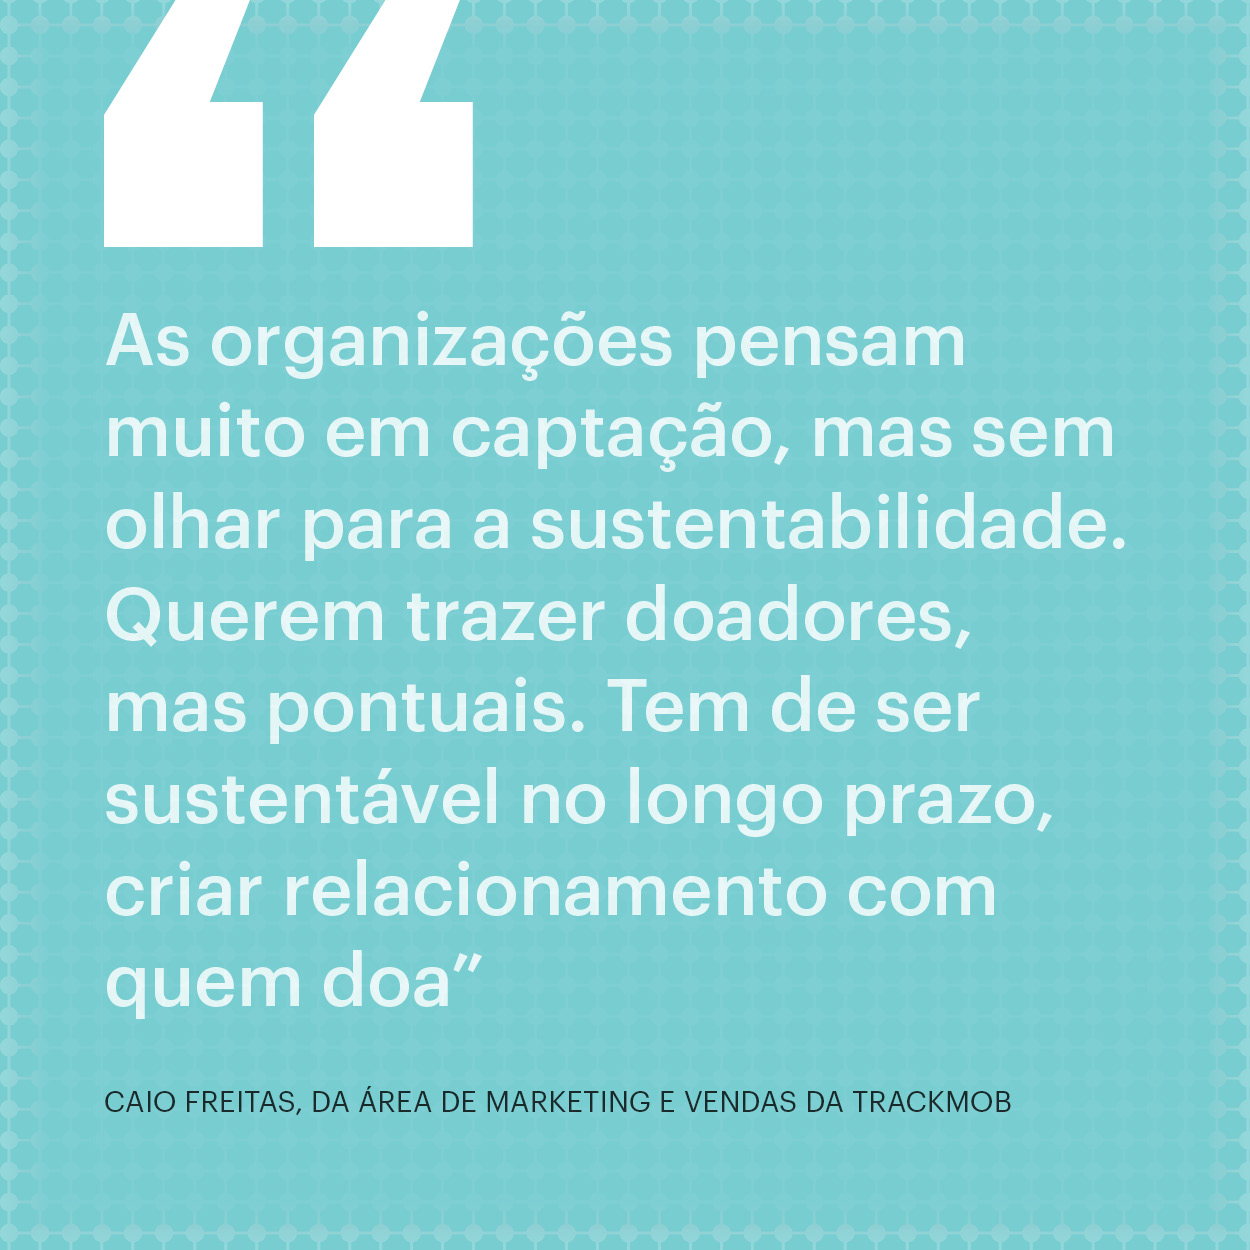 “
As organizações pensam
muito em captação, mas sem
olhar para a sustentabilidade.
Querem trazer doadores,
mas pontuais. Tem de ser
sustentável no longo prazo,
criar relacionamento com
quem doa”
CAIO FREITAS, DA ÁREA DE MARKETING E VENDAS DA TRACKMOB